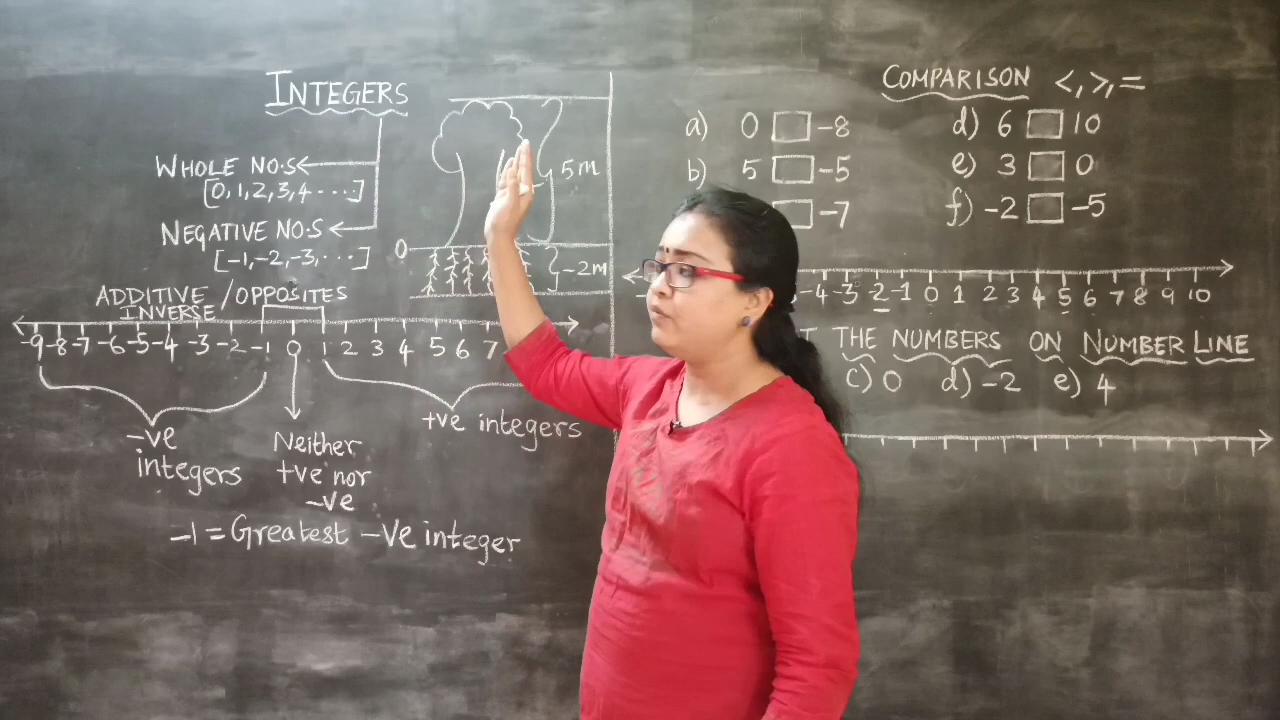 INTEGERS
WHOLE NO.S
[0, 1, 2, 3, 4 ....]
NEGATIVE NO.S
[-1, -2, -3, ....]
5m
0
-2m
ADDITIVE / OPPOSITES
INVERSE
-9 -8 -7 -6 -5 -4 -3 -2 -1 0 1 2 3 4 5 6 7
-ve
integers
Neither
+ve nor
-ve
+ve integers
-1 = Greatest -Ve integer
COMPARISON <, >, =
a) 0 □ -8
b) 5 □ -5
□ -7
d) 6 □ 10
e) 3 □ 0
f) -2 □ -5
-4 -3 -2 -1 0 1 2 3 4 5 6 7 8 9 10
THE NUMBERS ON NUMBER LINE
c) 0 d) -2 e) 4